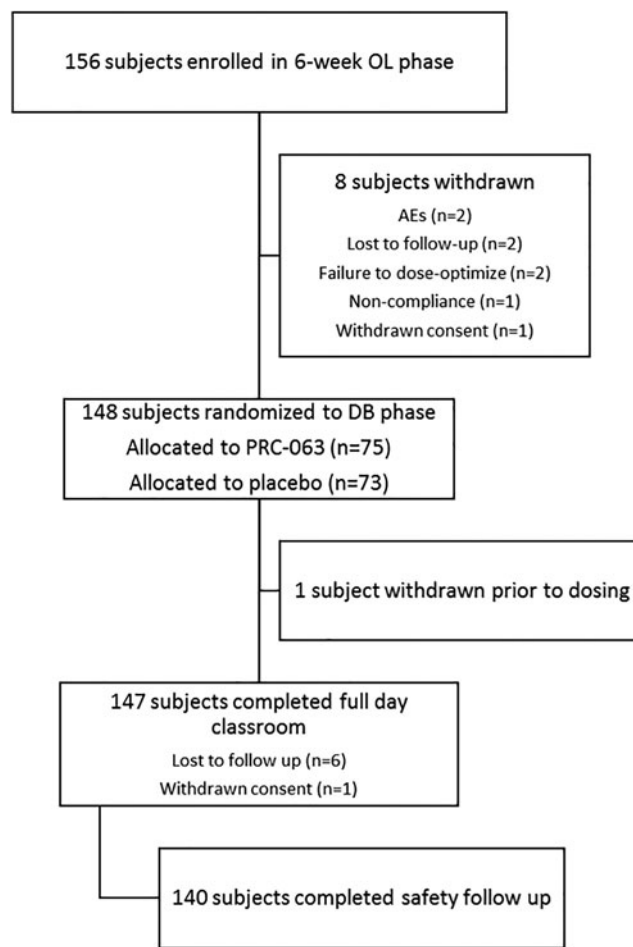 156 subjects enrolled in 6-week OL phase
8 subjects withdrawn
AEs (n=2)
Lost to follow-up (n=2)
Failure to dose-optimize (n=2)
Non-compliance (n=1)
Withdrawn consent (n=1)
148 subjects randomized to DB phase
Allocated to PRC-063 (n=75)
Allocated to placebo (n=73)
1 subject withdrawn prior to dosing
147 subjects completed full day
classroom
Lost to follow up (n=6)
Withdrawn consent (n=1)
140 subjects completed safety follow up